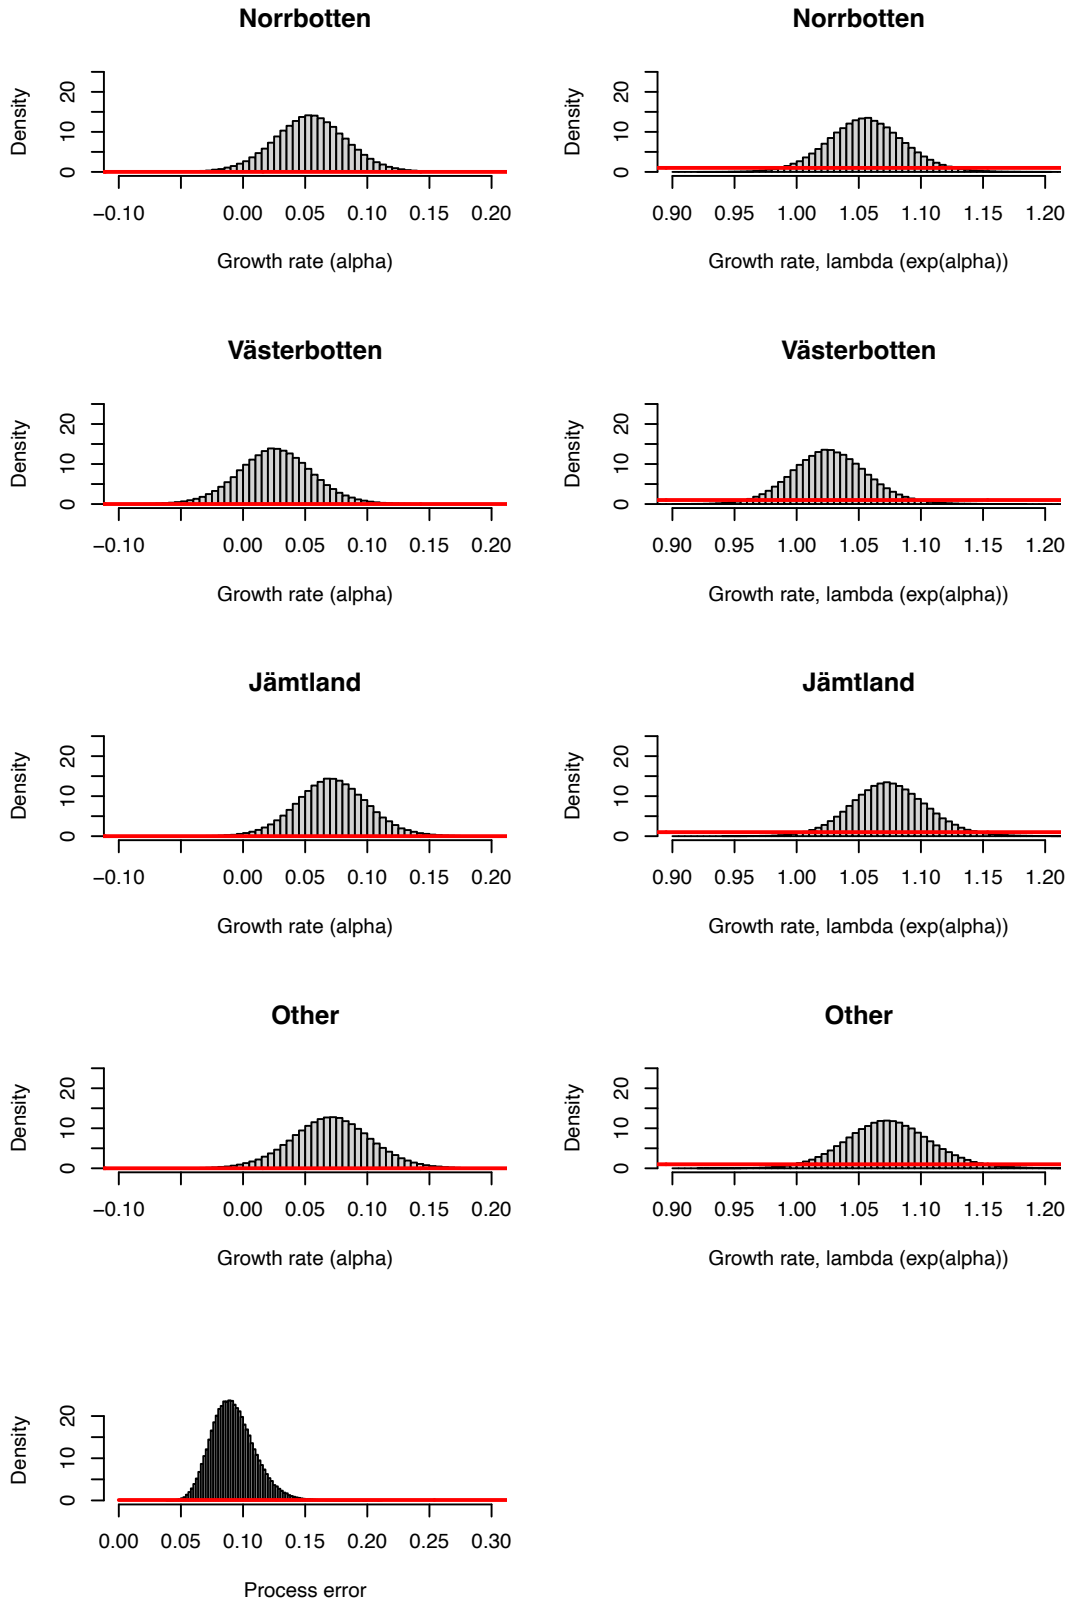 Norrbotten
Density
0 10 20
−0.10 0.00 0.05 0.10 0.15 0.20
Growth rate (alpha)
Norrbotten
Density
0 10 20
0.90 0.95 1.00 1.05 1.10 1.15 1.20
Growth rate, lambda (exp(alpha))
Västerbotten
Density
0 10 20
−0.10 0.00 0.05 0.10 0.15 0.20
Growth rate (alpha)
Västerbotten
Density
0 10 20
0.90 0.95 1.00 1.05 1.10 1.15 1.20
Growth rate, lambda (exp(alpha))
Jämtland
Density
0 10 20
−0.10 0.00 0.05 0.10 0.15 0.20
Growth rate (alpha)
Jämtland
Density
0 10 20
0.90 0.95 1.00 1.05 1.10 1.15 1.20
Growth rate, lambda (exp(alpha))
Other
Density
0 10 20
−0.10 0.00 0.05 0.10 0.15 0.20
Growth rate (alpha)
Other
Density
0 10 20
0.90 0.95 1.00 1.05 1.10 1.15 1.20
Growth rate, lambda (exp(alpha))
Density
0 10 20
0.00 0.05 0.10 0.15 0.20 0.25 0.30
Process error